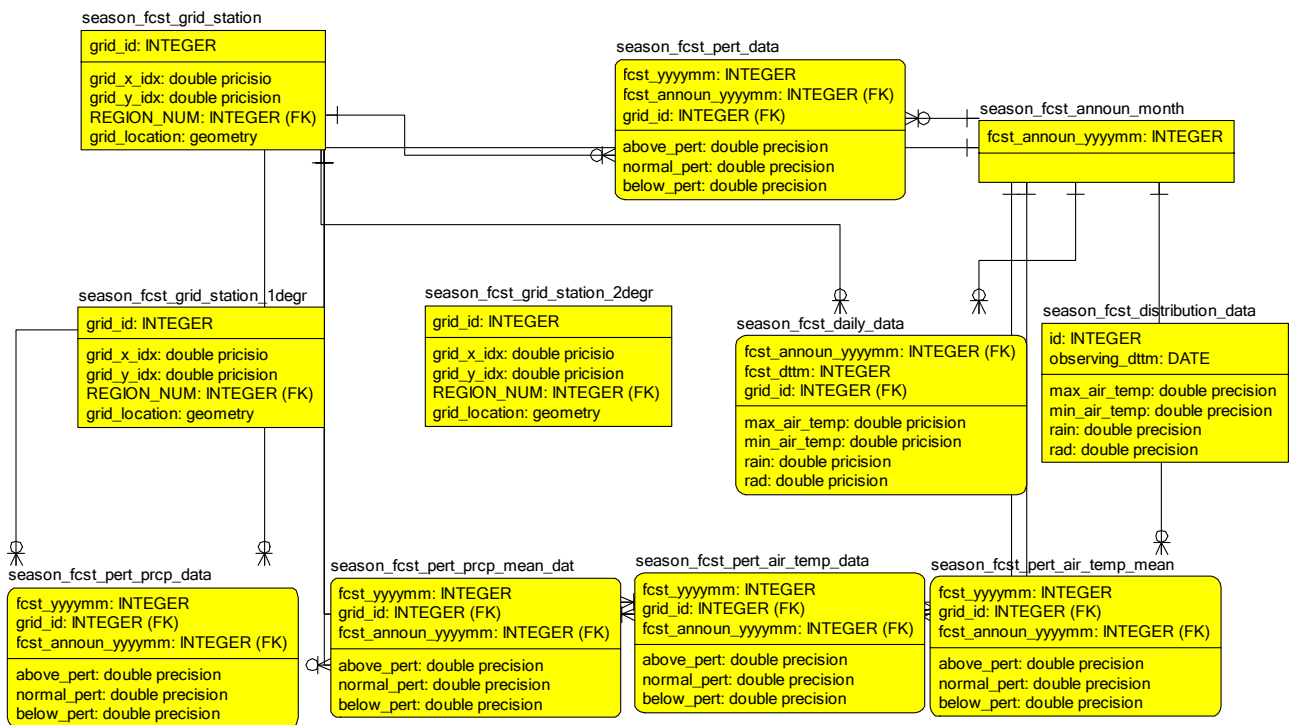 season_fcst_grid_station
grid_id: INTEGER
grid_x_idx: double pricisio
grid_y_idx: double pricision
REGION_NUM: INTEGER (FK)
grid_location: geometry
season_fcst_pert_data
fcst_yyyymm: INTEGER
fcst_announ_yyyymm: INTEGER (FK)
grid_id: INTEGER (FK)
above_pert: double precision
normal_pert: double precision
below_pert: double precision
season_fcst_announ_month
fcst_announ_yyyymm: INTEGER
season_fcst_grid_station_1degr
grid_id: INTEGER
grid_x_idx: double pricisio
grid_y_idx: double pricision
REGION_NUM: INTEGER (FK)
grid_location: geometry
season_fcst_grid_station_2degr
grid_id: INTEGER
grid_x_idx: double pricisio
grid_y_idx: double pricision
REGION_NUM: INTEGER (FK)
grid_location: geometry
season_fcst_daily_data
fcst_announ_yyyymm: INTEGER (FK)
fcst_dttm: INTEGER
grid_id: INTEGER (FK)
max_air_temp: double pricision
min_air_temp: double pricision
rain: double pricision
rad: double pricision
season_fcst_distribution_data
id: INTEGER
observing_dttm: DATE
max_air_temp: double precision
min_air_temp: double precision
rain: double precision
rad: double precision
season_fcst_pert_prcp_data
fcst_yyyymm: INTEGER
grid_id: INTEGER (FK)
fcst_announ_yyyymm: INTEGER (FK)
above_pert: double precision
normal_pert: double precision
below_pert: double precision
season_fcst_pert_prcp_mean_dat
fcst_yyyymm: INTEGER
grid_id: INTEGER (FK)
fcst_announ_yyyymm: INTEGER (FK)
above_pert: double precision
normal_pert: double precision
below_pert: double precision
season_fcst_pert_air_temp_data
fcst_yyyymm: INTEGER
grid_id: INTEGER (FK)
fcst_announ_yyyymm: INTEGER (FK)
above_pert: double precision
normal_pert: double precision
below_pert: double precision
season_fcst_pert_air_temp_mean
fcst_yyyymm: INTEGER
grid_id: INTEGER (FK)
fcst_announ_yyyymm: INTEGER (FK)
above_pert: double precision
normal_pert: double precision
below_pert: double precision